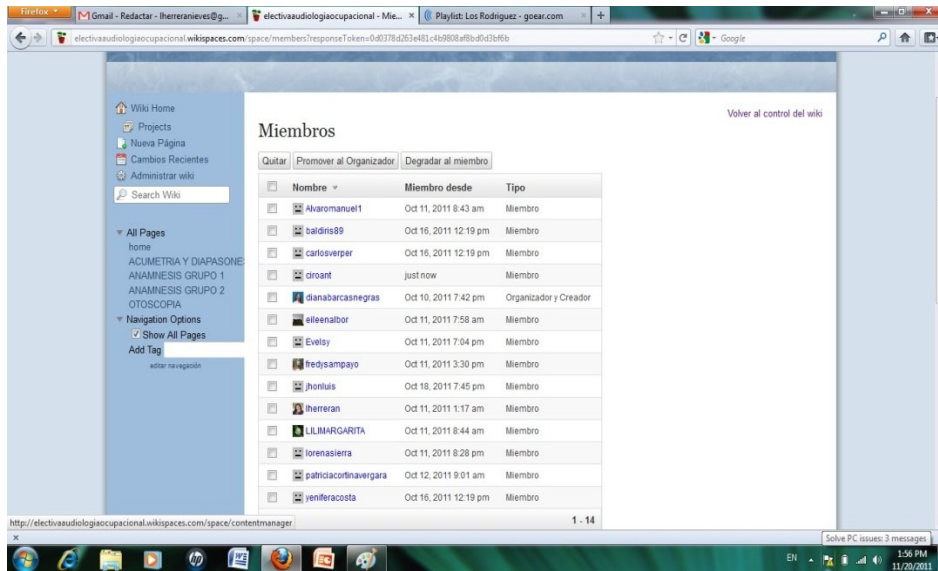 Firefox
Gmail - Redactar - lherreranieves@g...
electivaaudiologiaocupacional - Mie...
Playlist: Los Rodriguez - goear.com
electivaaudiologiaocupacional.wikispaces.com/space/members?responseToken=0d0378d263e481c4b9808af8bd0d3bf6b
Google
Wiki Home
Projects
Nueva Página
Cambios Recientes
Administrar wiki
Search Wiki
All Pages
home
ACUMETRIA Y DIAPASONE
ANAMNESIS GRUPO 1
ANAMNESIS GRUPO 2
OTOSCOPIA
Navigation Options
Show All Pages
Add Tag
editar navegación
Volver al control del wiki
Miembros
Quitar Promover al Organizador Degradar al miembro
Nombre Miembro desde Tipo
Alvaromanuel1 Oct 11, 2011 8:43 am Miembro
baldiris89 Oct 16, 2011 12:19 pm Miembro
carlosverper Oct 16, 2011 12:19 pm Miembro
ciroant just now Miembro
dianabarcasnegras Oct 10, 2011 7:42 pm Organizador y Creador
eileenalbor Oct 11, 2011 7:58 am Miembro
Evelsy Oct 11, 2011 7:04 pm Miembro
fredysampayo Oct 11, 2011 3:30 pm Miembro
jhonluis Oct 18, 2011 7:45 pm Miembro
lherreran Oct 11, 2011 1:17 am Miembro
LILIMARGARITA Oct 11, 2011 8:44 am Miembro
lorenasierra Oct 11, 2011 8:28 pm Miembro
patriciacortinavergara Oct 12, 2011 9:01 am Miembro
yeniferacosta Oct 16, 2011 12:19 pm Miembro
1 - 14
http://electivaaudiologiaocupacional.wikispaces.com/space/contentmanager
Solve PC issues: 3 messages
EN
1:56 PM
11/20/2011